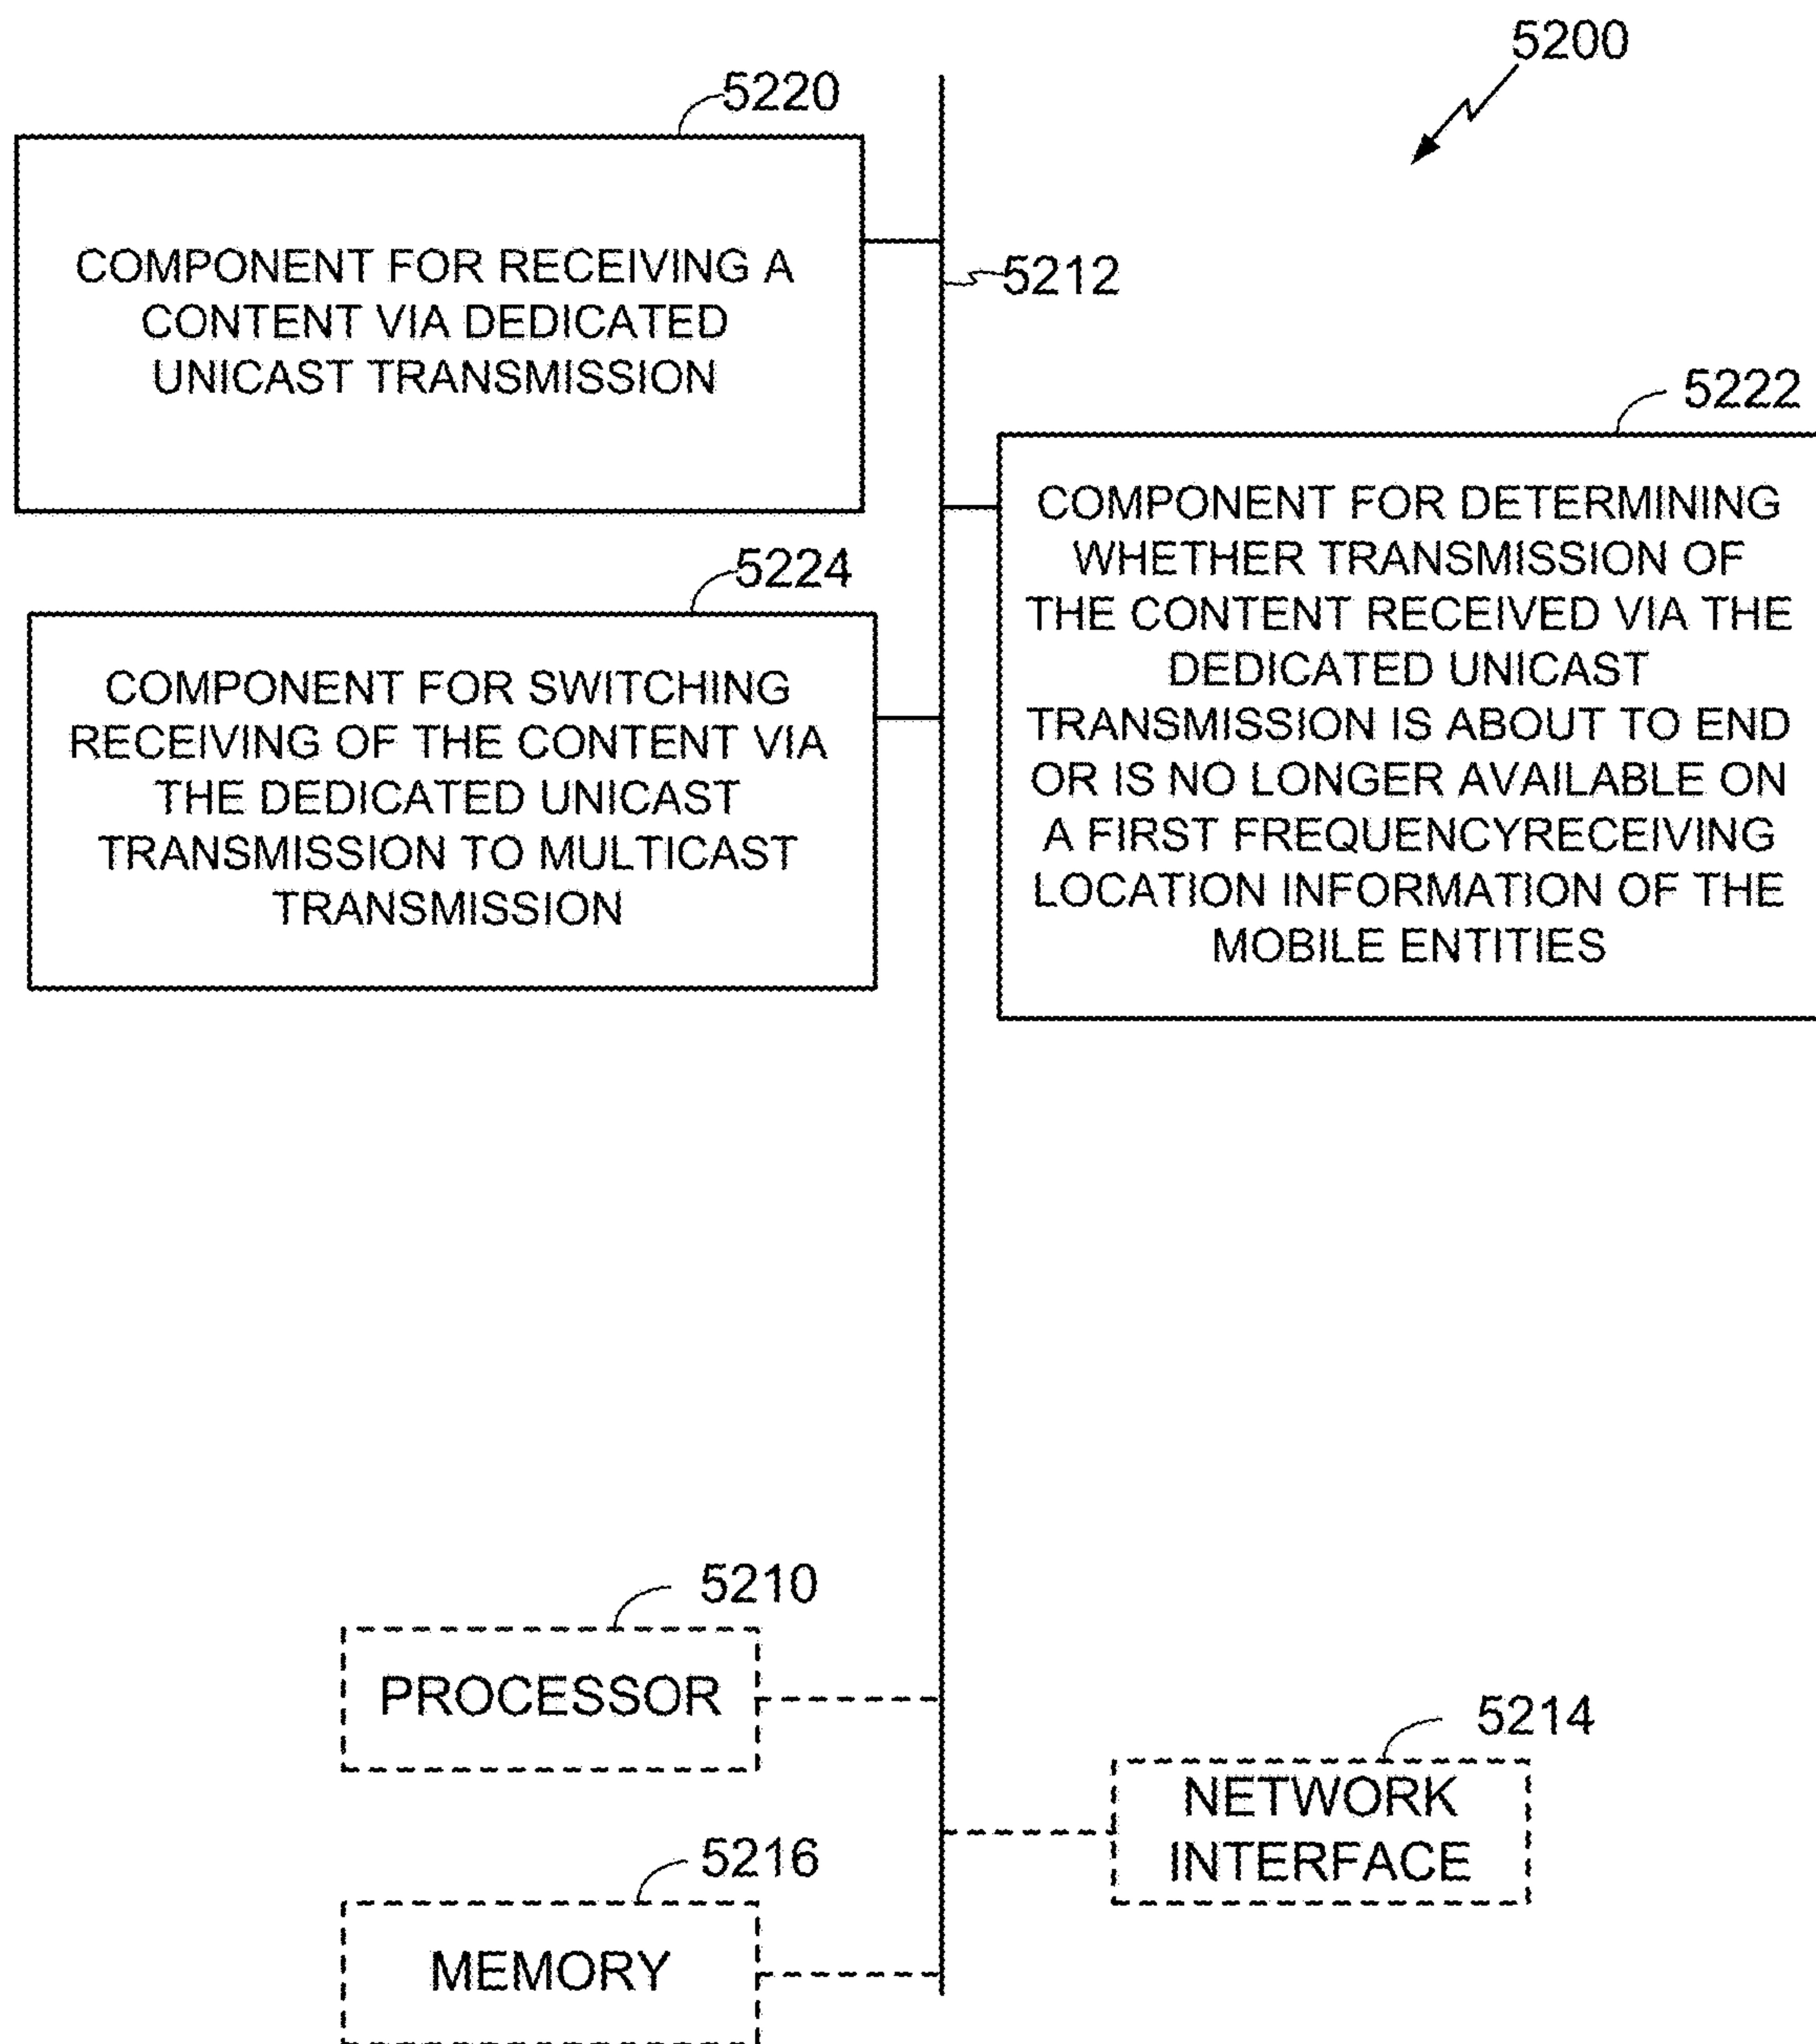 5200
5220
COMPONENT FOR RECEIVING A
CONTENT VIA DEDICATED
UNICAST TRANSMISSION
5212
5222
COMPONENT FOR DETERMINING
WHETHER TRANSMISSION OF
THE CONTENT RECEIVED VIA THE
DEDICATED UNICAST
TRANSMISSION IS ABOUT TO END
OR IS NO LONGER AVAILABLE ON
A FIRST FREQUENCYRECEIVING
LOCATION INFORMATION OF THE
MOBILE ENTITIES
5224
COMPONENT FOR SWITCHING
RECEIVING OF THE CONTENT VIA
THE DEDICATED UNICAST
TRANSMISSION TO MULTICAST
TRANSMISSION
5210
PROCESSOR
5214
NETWORK
INTERFACE
5216
MEMORY